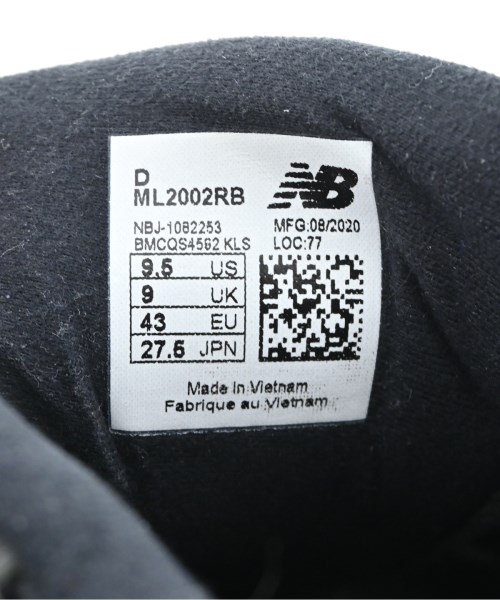 D
ML2002RB
NB
NBJ-1082253
MFG:08/2020
BMCQS4562 KLS
LOC:77
9.5 US
9 UK
43 EU
27.5 JPN
Made In Vietnam
Fabrique au Vietnam